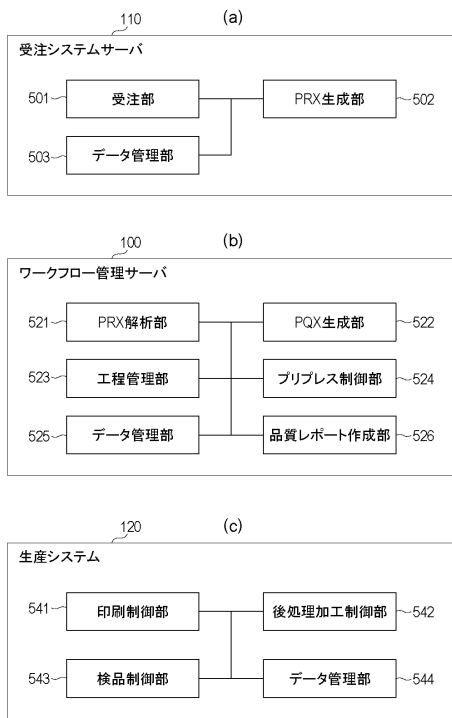 (a)
110
受注システムサーバ
501 受注部 PRX生成部 502
503 データ管理部
(b)
100
ワークフロー管理サーバ
521 PRX解析部 PQX生成部 522
523 工程管理部 プリプレス制御部 524
525 データ管理部 品質レポート作成部 526
(c)
120
生産システム
541 印刷制御部 後処理加工制御部 542
543 検品制御部 データ管理部 544